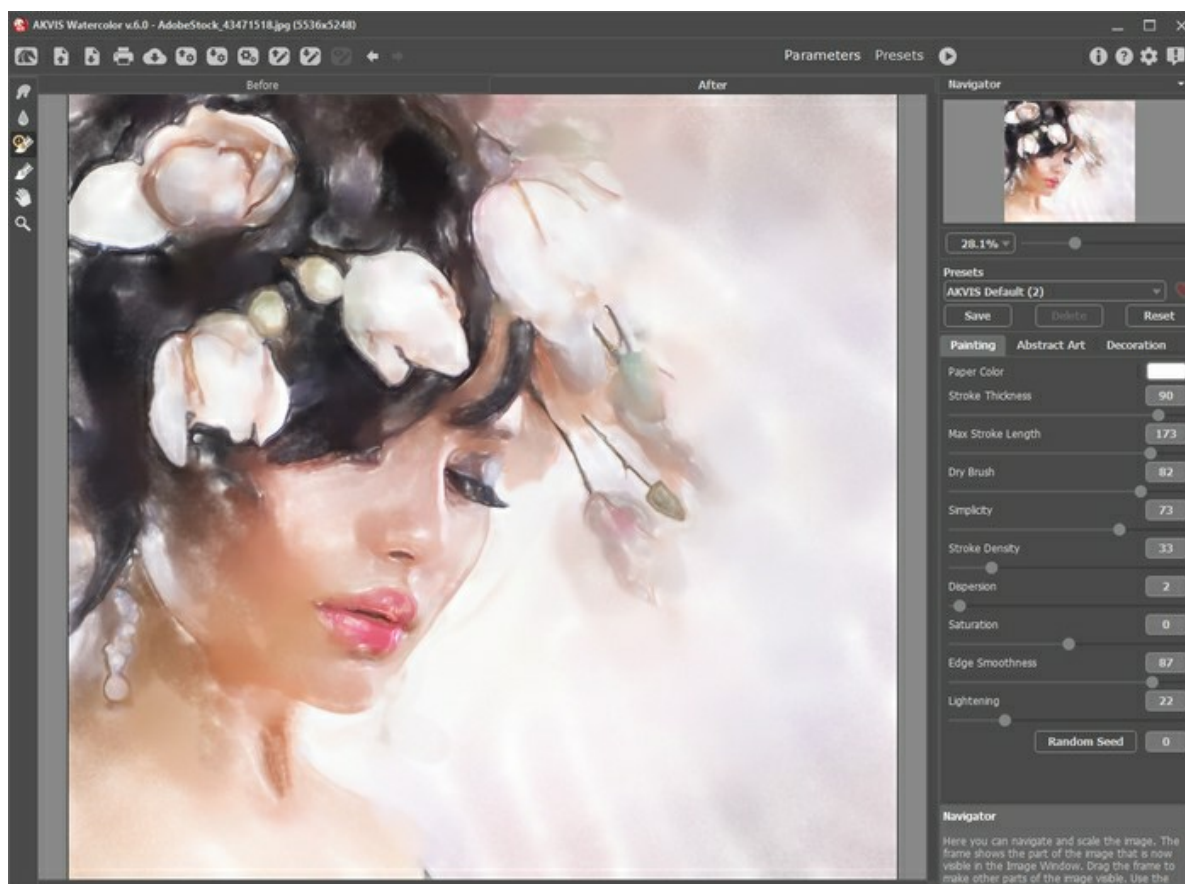 AKVIS Watercolor v.6.0 - AdobeStock_43471518.jpg (5536x5248)
Parameters Presets
Before After
Navigator
28.1%
Presets
AKVIS Default (2)
Save Delete Reset
Painting Abstract Art Decoration
Paper Color
Stroke Thickness 90
Max Stroke Length 173
Dry Brush 82
Simplicity 73
Stroke Density 33
Dispersion 2
Saturation 0
Edge Smoothness 87
Lightening 22
Random Seed 0
Navigator
Here you can navigate and scale the image. The
frame shows the part of the image that is now
visible in the Image Window. Drag the frame to
make other parts of the image visible. Use the